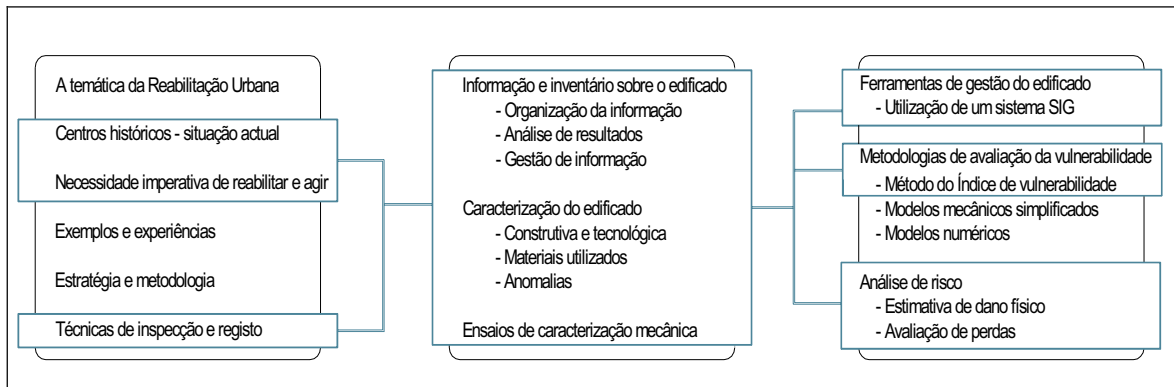 A temática da Reabilitação Urbana
Centros históricos - situação actual
Necessidade imperativa de reabilitar e agir
Exemplos e experiências
Estratégia e metodologia
Técnicas de inspecção e registo
Informação e inventário sobre o edificado
- Organização da informação
- Análise de resultados
- Gestão de informação
Caracterização do edificado
- Construtiva e tecnológica
- Materiais utilizados
- Anomalias
Ensaios de caracterização mecânica
Ferramentas de gestão do edificado
- Utilização de um sistema SIG
Metodologias de avaliação da vulnerabilidade
- Método do Índice de vulnerabilidade
- Modelos mecânicos simplificados
- Modelos numéricos
Análise de risco
- Estimativa de dano físico
- Avaliação de perdas